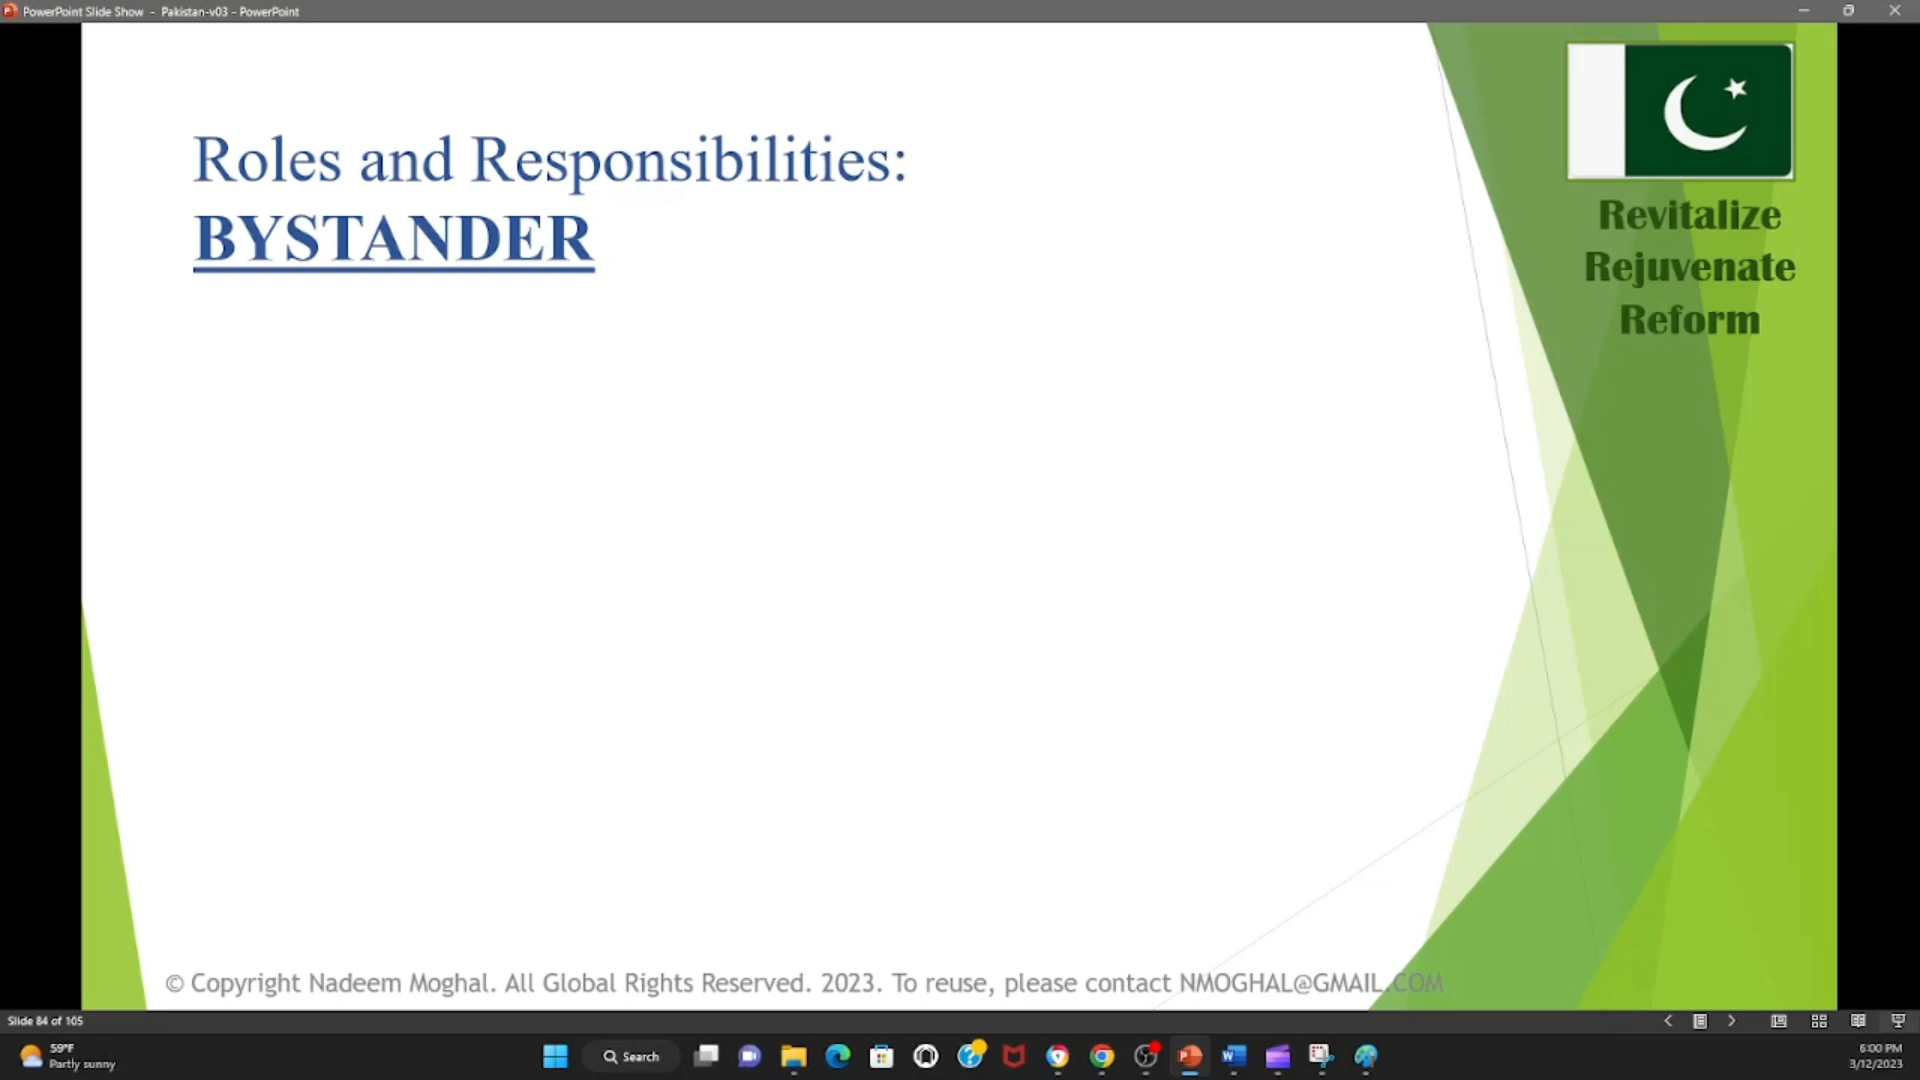 PowerPoint Slide Show - Pakistan-v03 - PowerPoint
Roles and Responsibilities:
BYSTANDER
Revitalize
Rejuvenate
Reform
© Copyright Nadeem Moghal. All Global Rights Reserved. 2023. To reuse, please contact NMOGHAL@GMAIL.COM
Slide 84 of 105
59°F
Partly sunny
Search
6:00 PM
3/12/2023